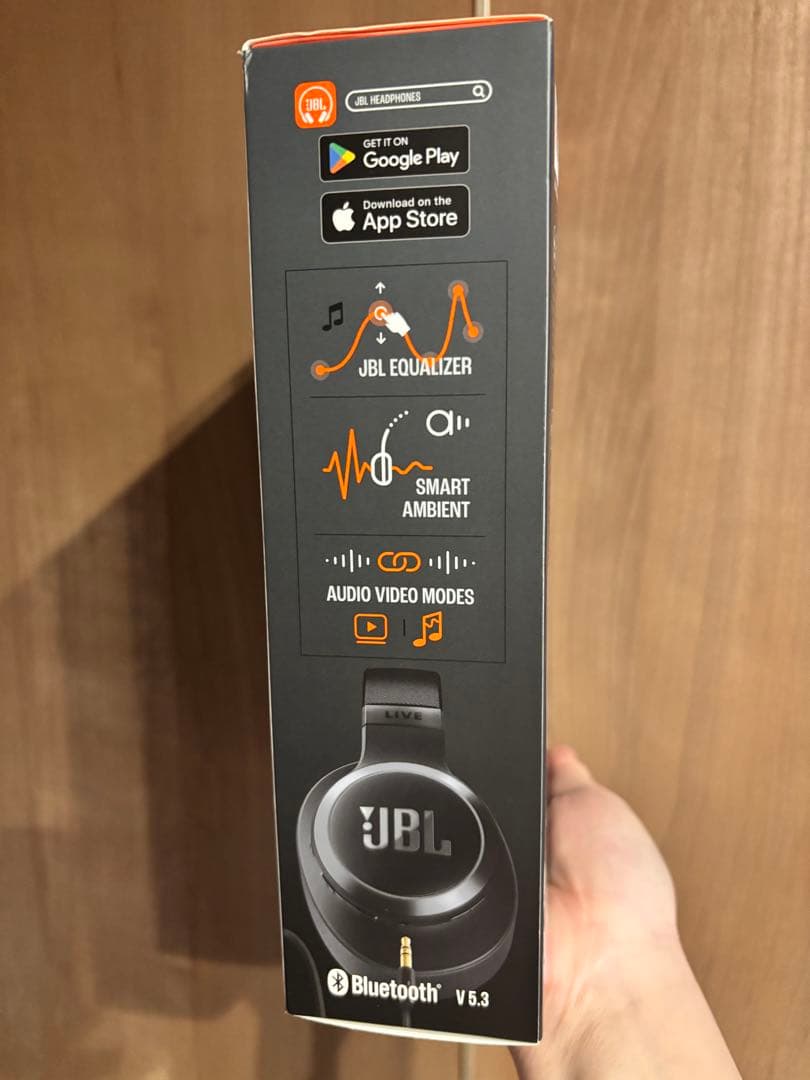 JBL
JBL HEADPHONES
GET IT ON
Google Play
Download on the
App Store
JBL EQUALIZER
SMART
AMBIENT
AUDIO VIDEO MODES
LIVE
JBL
Bluetooth® V 5.3